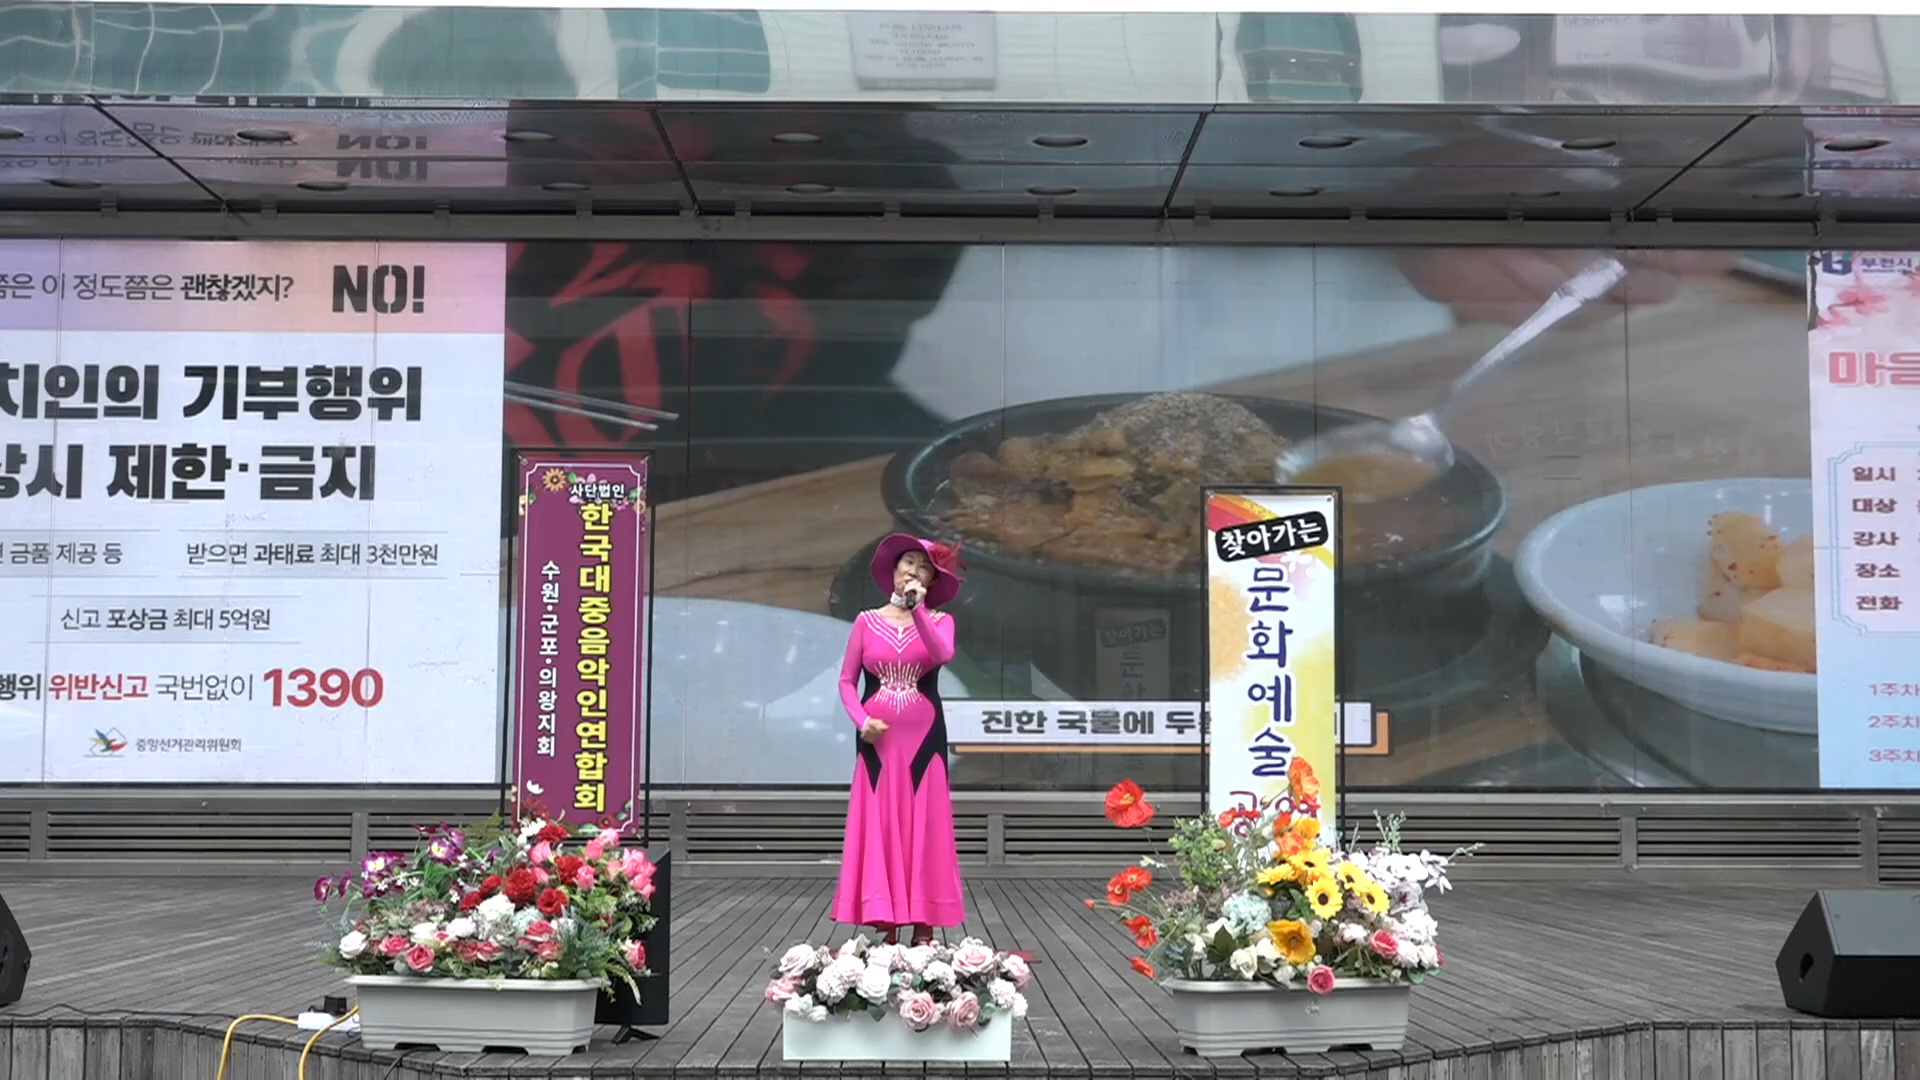 쯤은 이 정도쯤은 괜찮겠지? NO!
치인의 기부행위
상시 제한·금지
금품 제공 등
받으면 과태료 최대 3천만원
신고 포상금 최대 5억원
행위 위반신고 국번없이 1390
중앙선거관리위원회
사단법인
한국대중음악인연합회
수원·군포·의왕지회
진한 국물에
찾아가는
문화예술
부천시
마음
일시
대상
강사
장소
전화
1주차
2주차
3주차